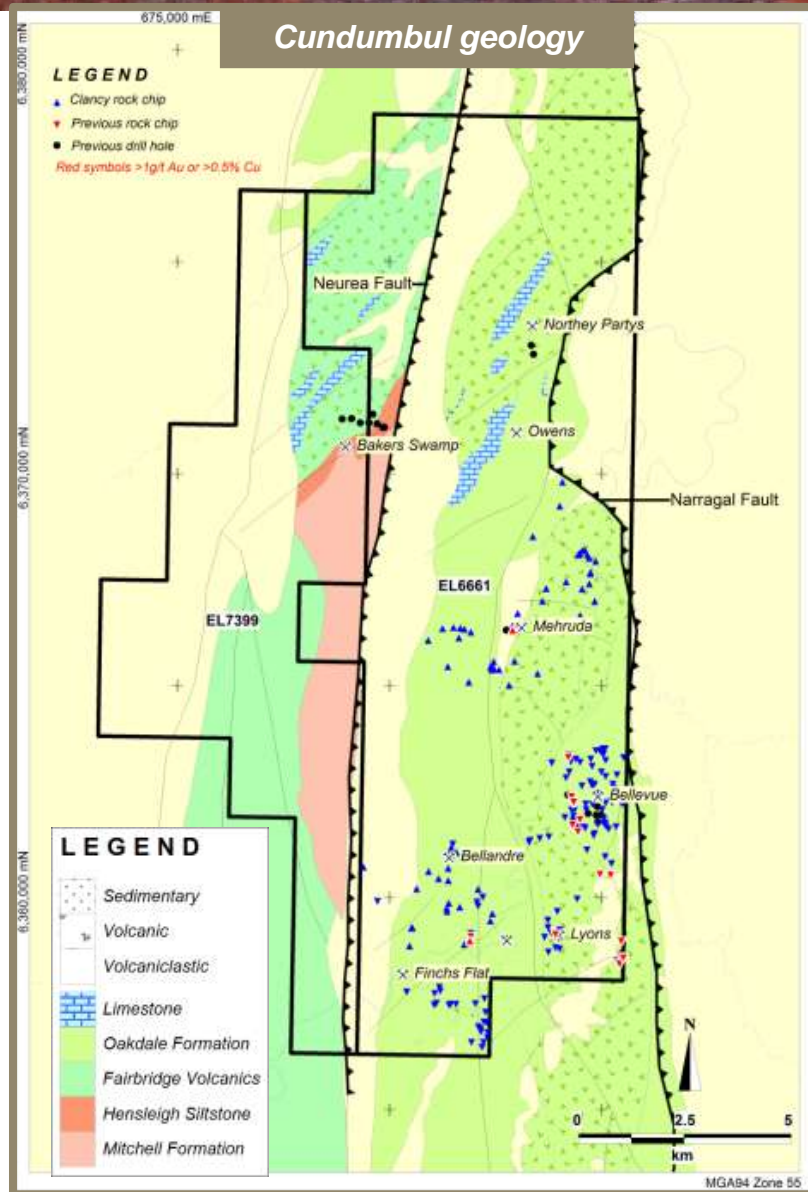 675,000 mE
Cundumbul geology
6,380,000 mN
LEGEND
Clancy rock chip
Previous rock chip
Previous drill hole
Red symbols >1g/t Au or >0.5% Cu
Neurea Fault
Northey Partys
Owens
Bakers Swamp
6,370,000 mN
Narragal Fault
EL6661
EL7399
Mehruda
Bellevue
LEGEND
Sedimentary
Volcanic
Volcaniclastic
Limestone
Oakdale Formation
Fairbridge Volcanics
Hensleigh Siltstone
Mitchell Formation
Bellandre
6,360,000 mN
Lyons
Finchs Flat
N
0 2.5 5
km
MGA94 Zone 55